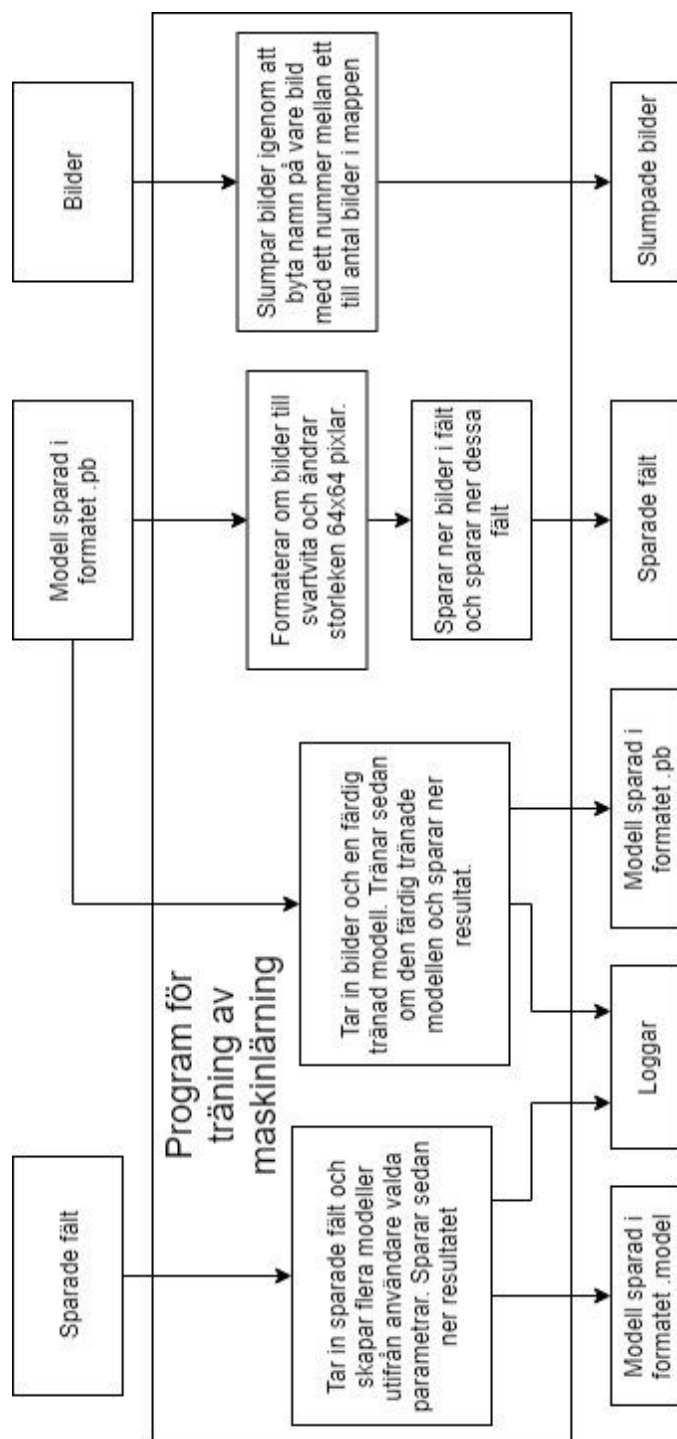 Sparade fält
Modell sparad i
formatet .pb
Bilder
Program för
träning av
maskinlärning
Tar in sparade fält och
skapar flera modeller
utifrån användare valda
parametrar. Sparar sedan
ner resultatet
Tar in bilder och en färdig
tränad modell. Tränar sedan
om den färdig tränade
modellen och sparar ner
resultat.
Formaterar om bilder till
svartvita och ändrar
storleken 64x64 pixlar.
Sparar ner bilder i fält
och sparar ner dessa
fält
Slumpar bilder igenom att
byta namn på vare bild
med ett nummer mellan ett
till antal bilder i mappen
Modell sparad i
formatet .model
Loggar
Modell sparad i
formatet .pb
Sparade fält
Slumpade bilder